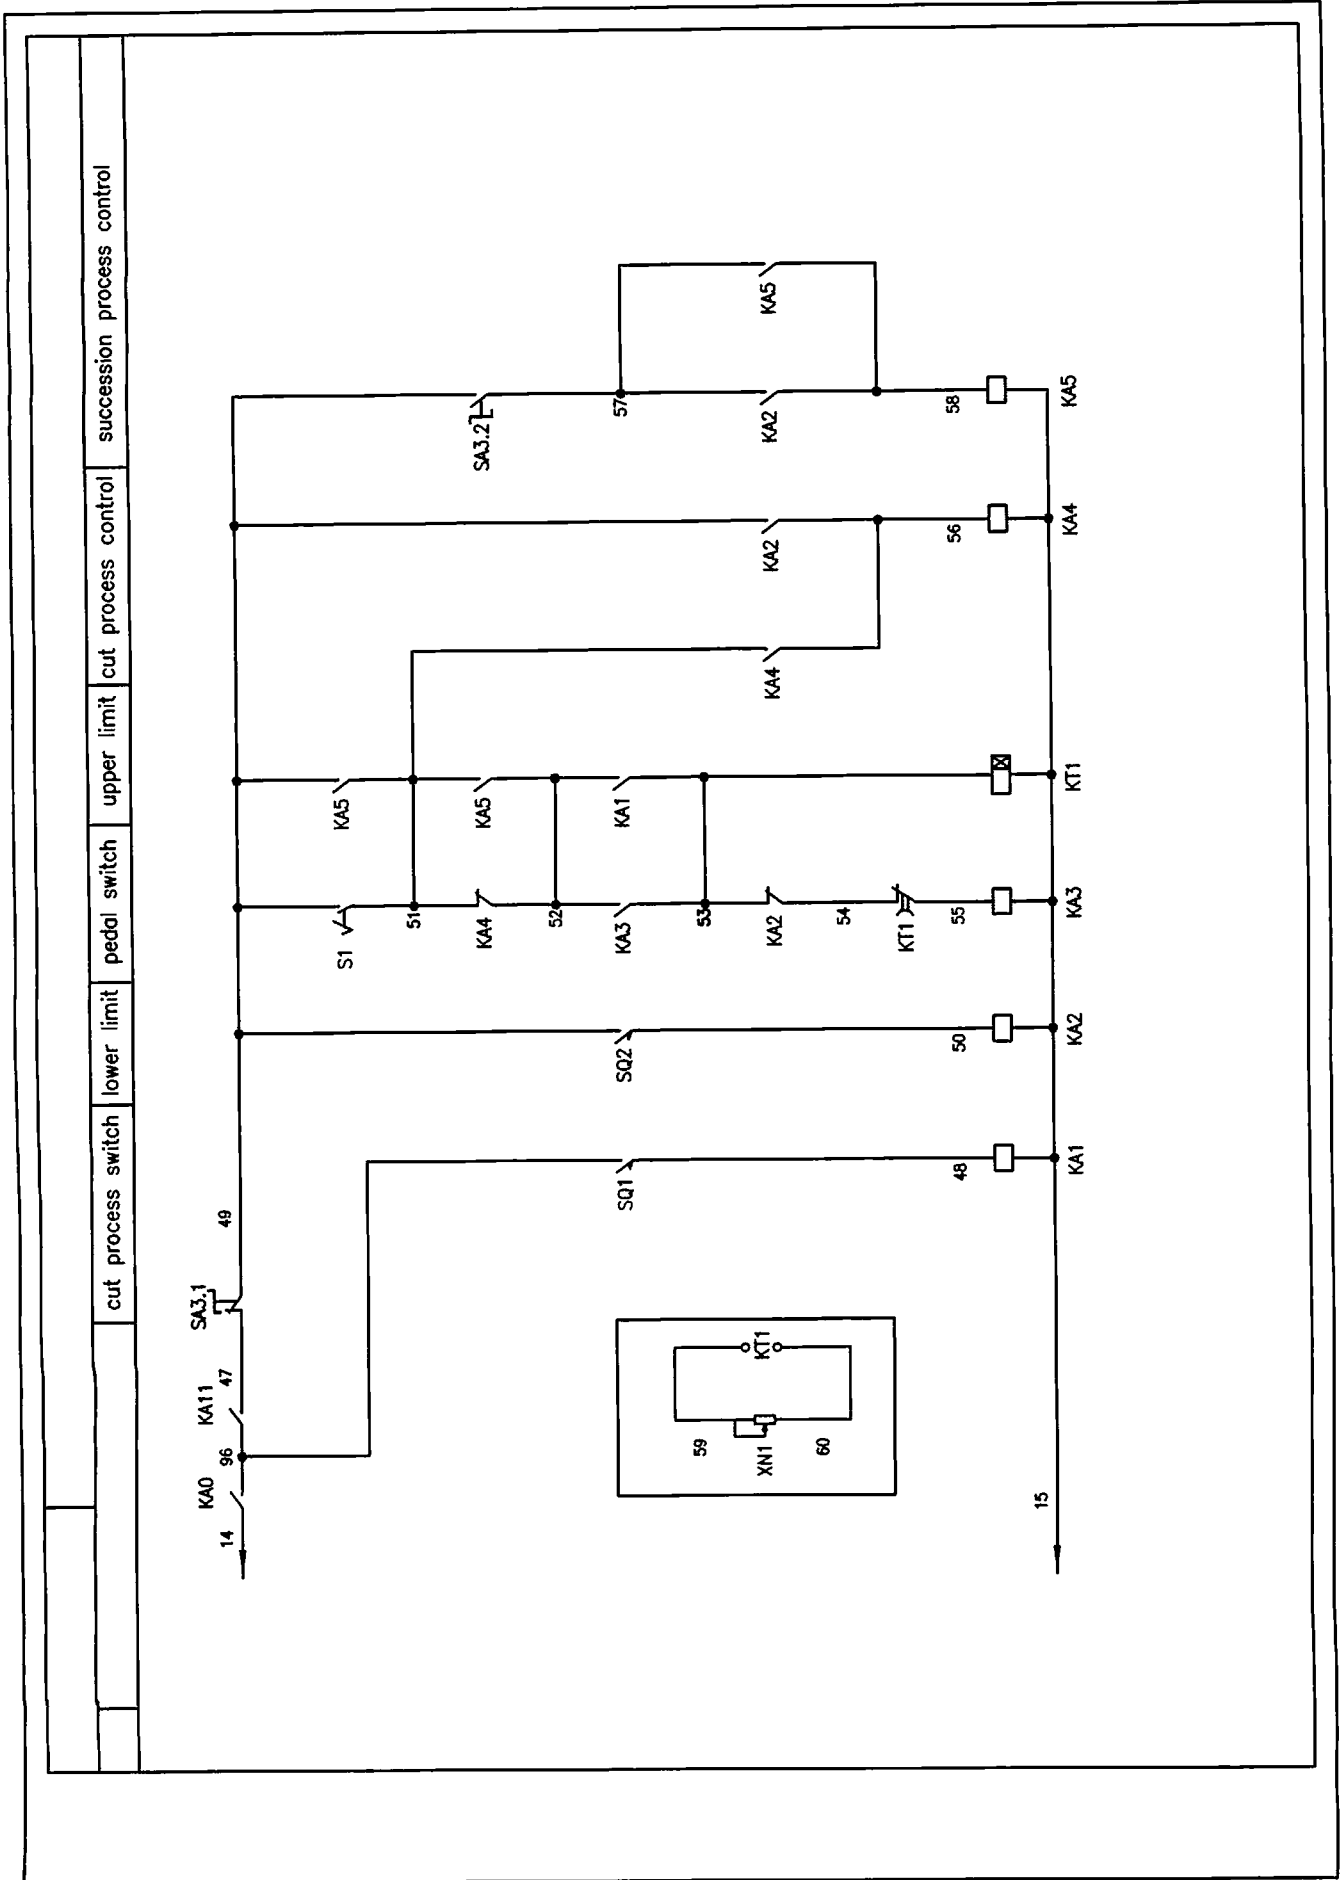 cut process switch
lower limit
pedal switch
upper limit
cut process control
succession process control
14
KA0
96
KA11
47
SA3.1
49
S1
KA5
51
KA4
KA5
SA3.2
52
57
SQ1
SQ2
KA3
KA1
53
KA2
KA4
KA2
KA2
KA5
54
KT1
48
50
55
56
58
KA1
KA2
KA3
KT1
KA4
KA5
59
XN1
60
KT1
15